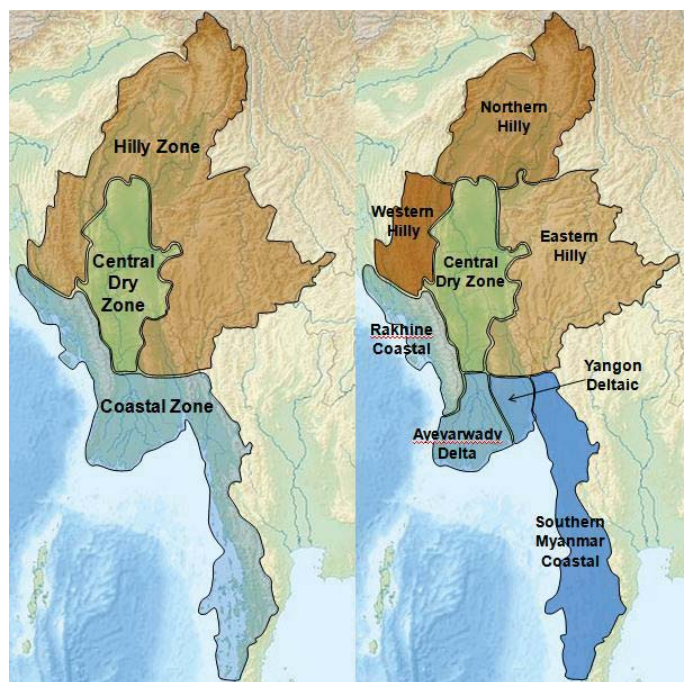 Hilly Zone
Central
Dry
Zone
Coastal Zone
Northern
Hilly
Western
Hilly
Eastern
Hilly
Central
Dry Zone
Rakhine
Coastal
Yangon
Deltaic
Ayeyarwady
Delta
Southern
Myanmar
Coastal